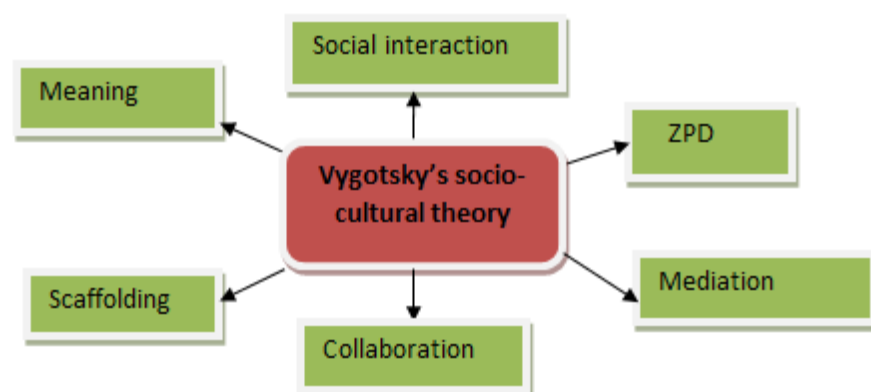 Social interaction
Meaning
ZPD
Vygotsky’s socio-
cultural theory
Scaffolding
Mediation
Collaboration